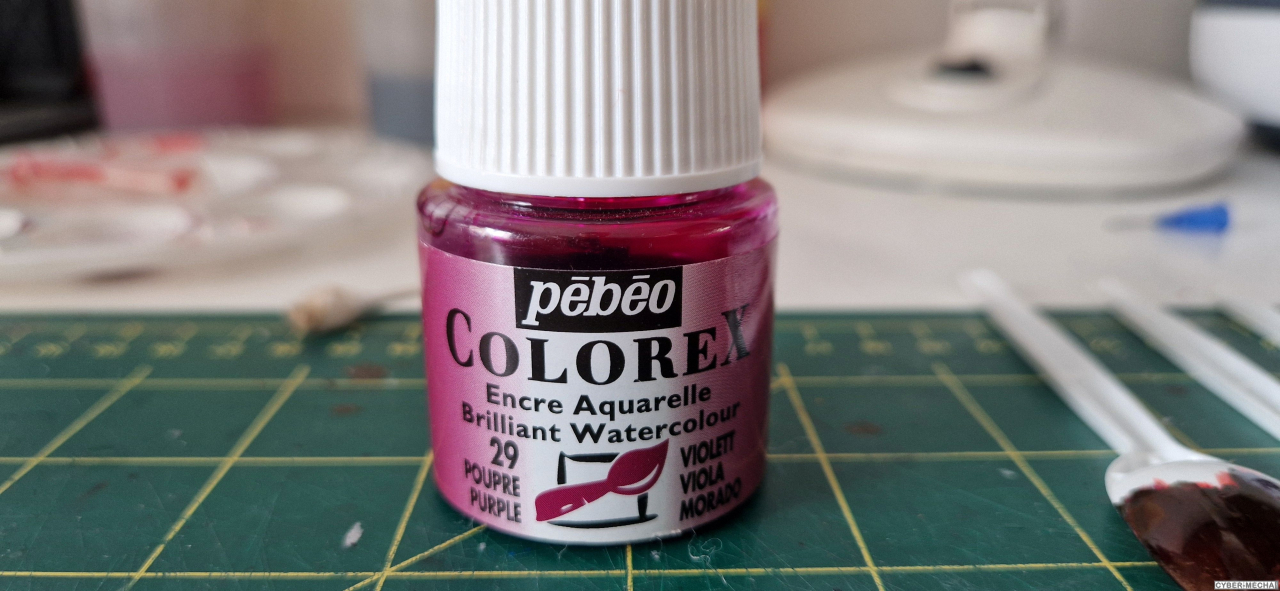 pēbēo
COLOREX
Encre Aquarelle
Brilliant Watercolour
29
POUPRE
PURPLE
VIOLETT
VIOLA
MORADO
CYBER-MECHA